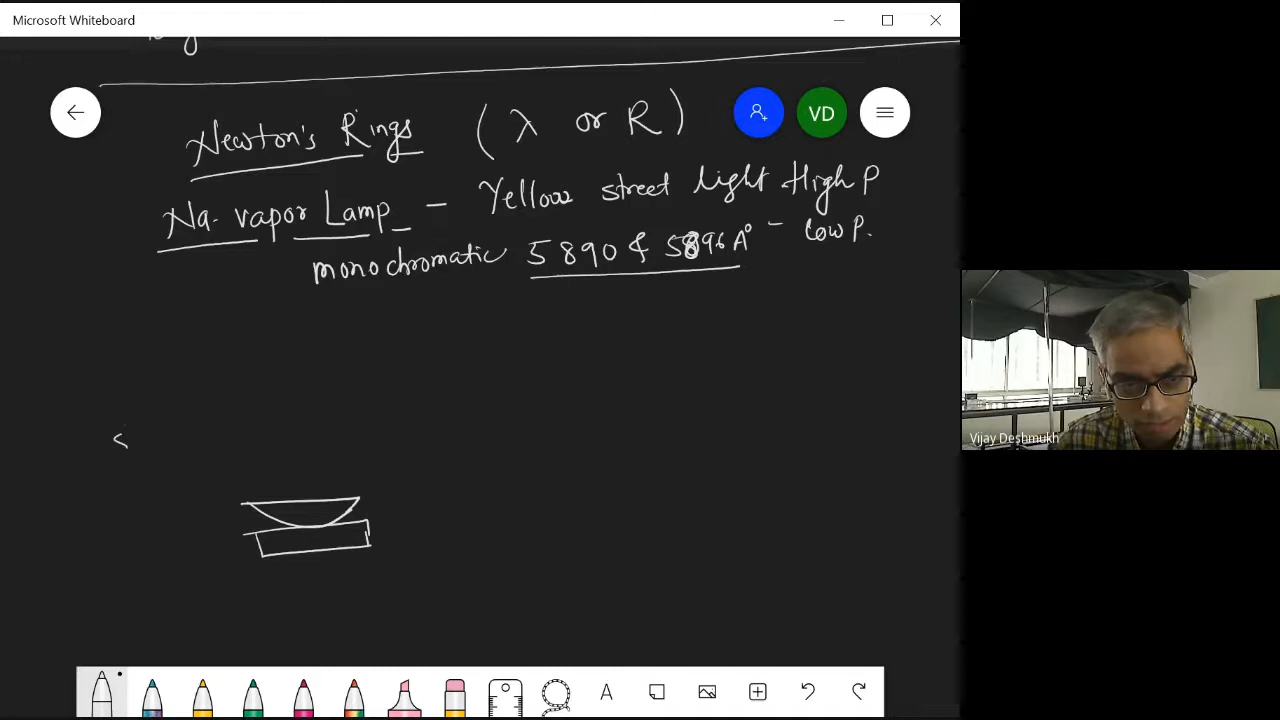 Microsoft Whiteboard
Newton's Rings ( λ or R )
VD
Na-vapor Lamp - Yellow street light High P
monochromatic 5890 & 5896 A° - Low P.
S
Vijay Deshmukh
A